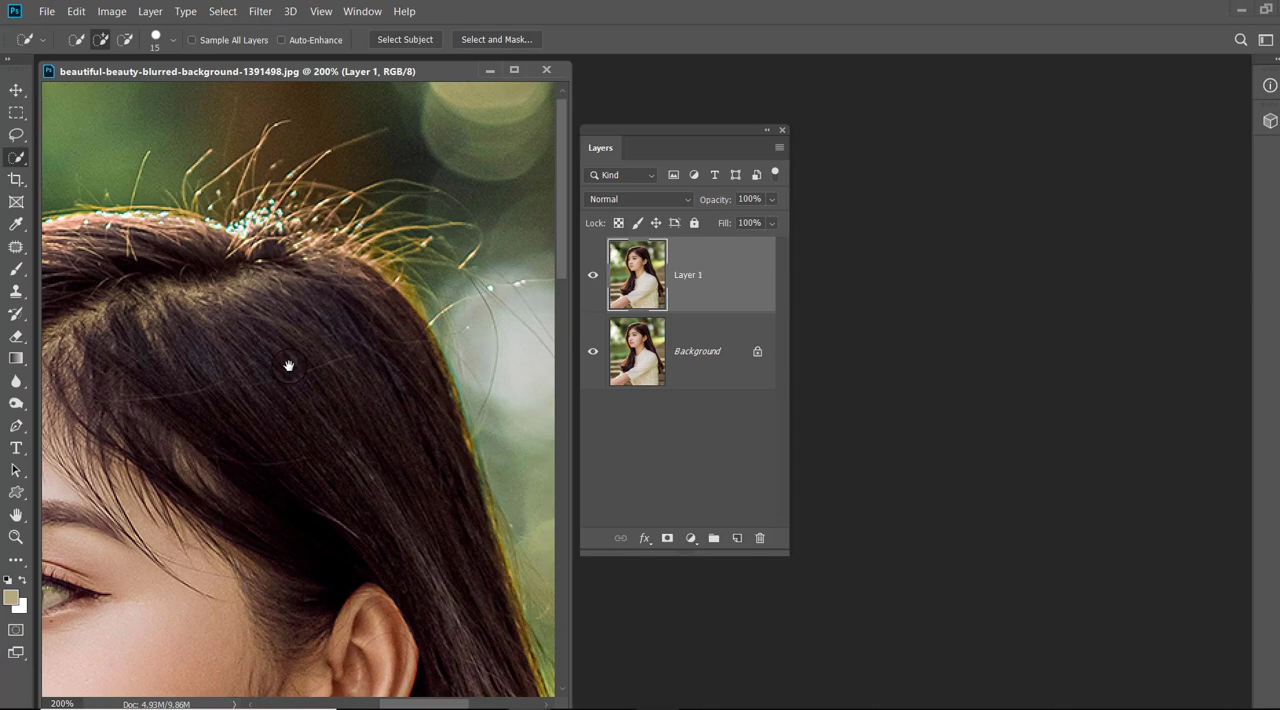 Ps File Edit Image Layer Type Select Filter 3D View Window Help
15 Sample All Layers Auto-Enhance Select Subject Select and Mask...
Ps beautiful-beauty-blurred-background-1391498.jpg @ 200% (Layer 1, RGB/8)
Layers
Kind
Normal Opacity: 100%
Lock: Fill: 100%
Layer 1
Background
fx
200% Doc: 4.93M/9.86M